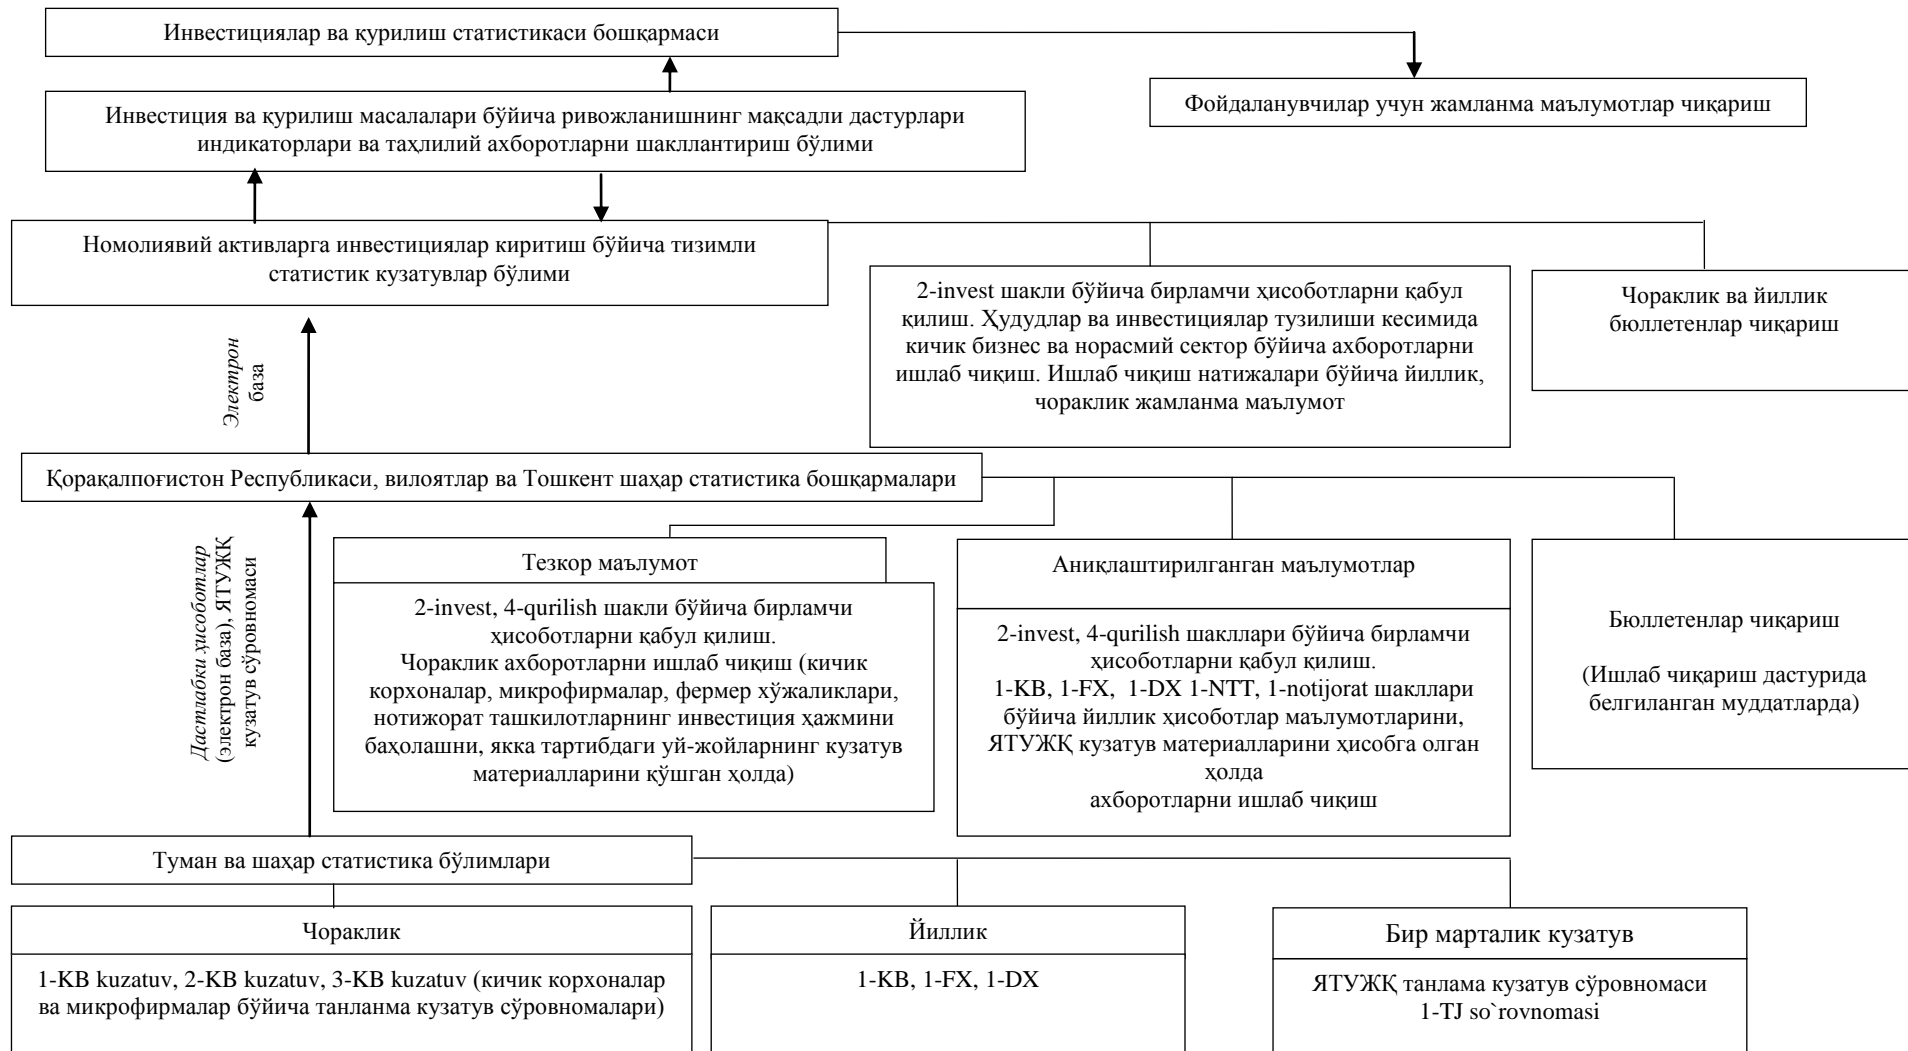 Инвестициялар ва қурилиш статистикаси бошқармаси
Фойдаланувчилар учун жамланма маълумотлар чиқариш
Инвестиция ва қурилиш масалалари бўйича ривожланишнинг мақсадли дастурлари
индикаторлари ва таҳлилий ахборотларни шакллантириш бўлими
Номолиявий активларга инвестициялар киритиш бўйича тизимли
статистик кузатувлар бўлими
2-invest шакли бўйича бирламчи ҳисоботларни қабул
қилиш. Ҳудудлар ва инвестициялар тузилиши кесимида
кичик бизнес ва норасмий сектор бўйича ахборотларни
ишлаб чиқиш. Ишлаб чиқиш натижалари бўйича йиллик,
чораклик жамланма маълумот
Чораклик ва йиллик
бюллетенлар чиқариш
Электрон
база
Қорақалпоғистон Республикаси, вилоятлар ва Тошкент шаҳар статистика бошқармалари
Дастлабки ҳисоботлар
(электрон база), ЯТУЖҚ
кузатув сўровномаси
Тезкор маълумот
2-invest, 4-qurilish шакли бўйича бирламчи
ҳисоботларни қабул қилиш.
Чораклик ахборотларни ишлаб чиқиш (кичик
корхоналар, микрофирмалар, фермер хўжаликлари,
нотижорат ташкилотларнинг инвестиция ҳажмини
баҳолашни, якка тартибдаги уй-жойларнинг кузатув
материалларини қўшган ҳолда)
Аниқлаштирилганган маълумотлар
2-invest, 4-qurilish шакллари бўйича бирламчи
ҳисоботларни қабул қилиш.
1-KB, 1-FX, 1-DX 1-NTT, 1-notijorat шакллари
бўйича йиллик ҳисоботлар маълумотларини,
ЯТУЖҚ кузатув материалларини ҳисобга олган
ҳолда
ахборотларни ишлаб чиқиш
Бюллетенлар чиқариш
(Ишлаб чиқариш дастурида
белгиланган муддатларда)
Туман ва шаҳар статистика бўлимлари
Чораклик
1-KB kuzatuv, 2-KB kuzatuv, 3-KB kuzatuv (кичик корхоналар
ва микрофирмалар бўйича танланма кузатув сўровномалари)
Йиллик
1-KB, 1-FX, 1-DX
Бир марталик кузатув
ЯТУЖҚ танлама кузатув сўровномаси
1-TJ so`rovnomasi